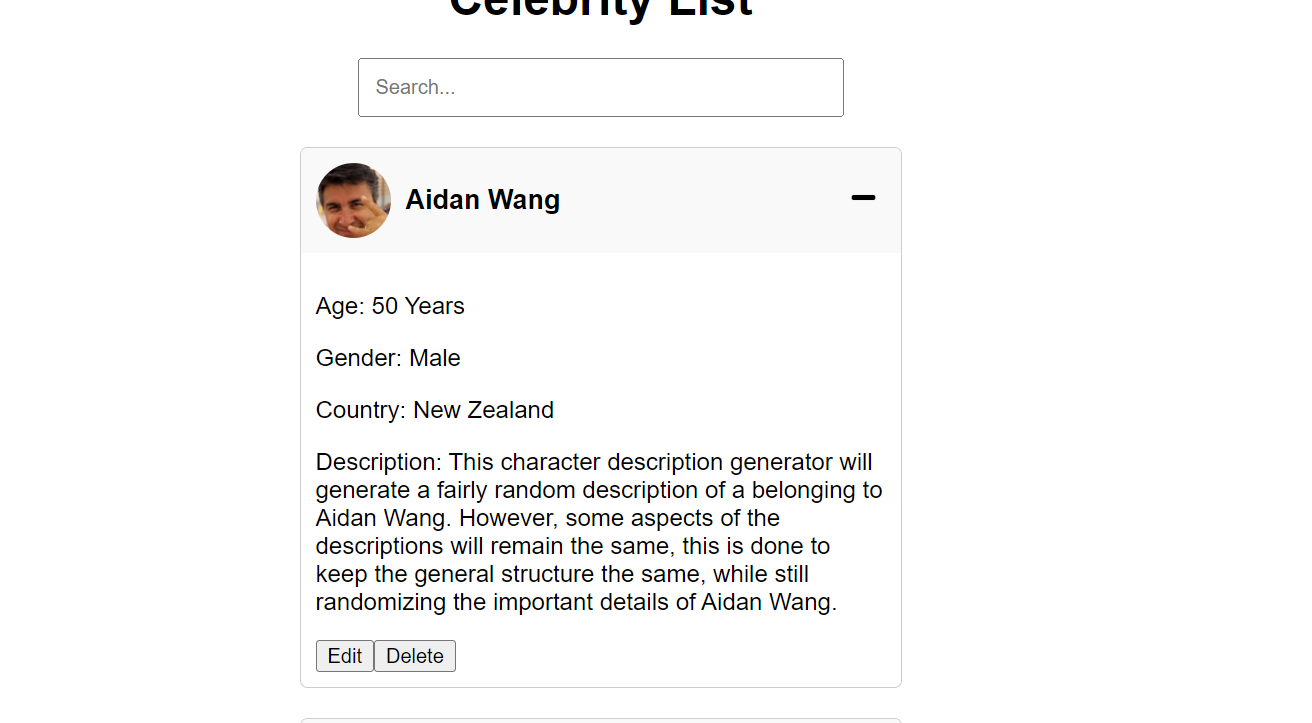 Celebrity List
Search...
Aidan Wang
Age: 50 Years
Gender: Male
Country: New Zealand
Description: This character description generator will
generate a fairly random description of a belonging to
Aidan Wang. However, some aspects of the
descriptions will remain the same, this is done to
keep the general structure the same, while still
randomizing the important details of Aidan Wang.
Edit Delete